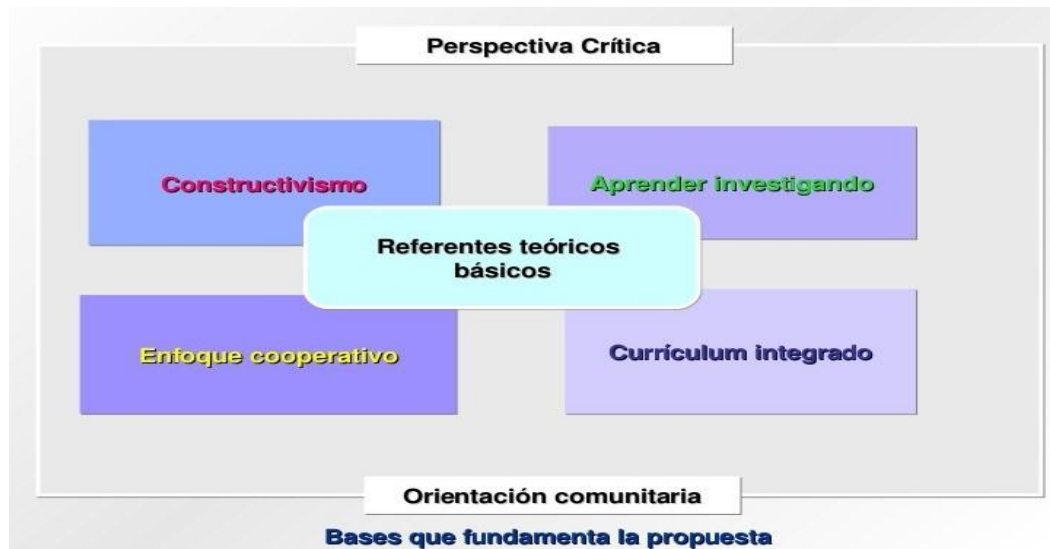 Perspectiva Crítica
Constructivismo
Aprender investigando
Referentes teóricos
básicos
Enfoque cooperativo
Currículum integrado
Orientación comunitaria
Bases que fundamenta la propuesta